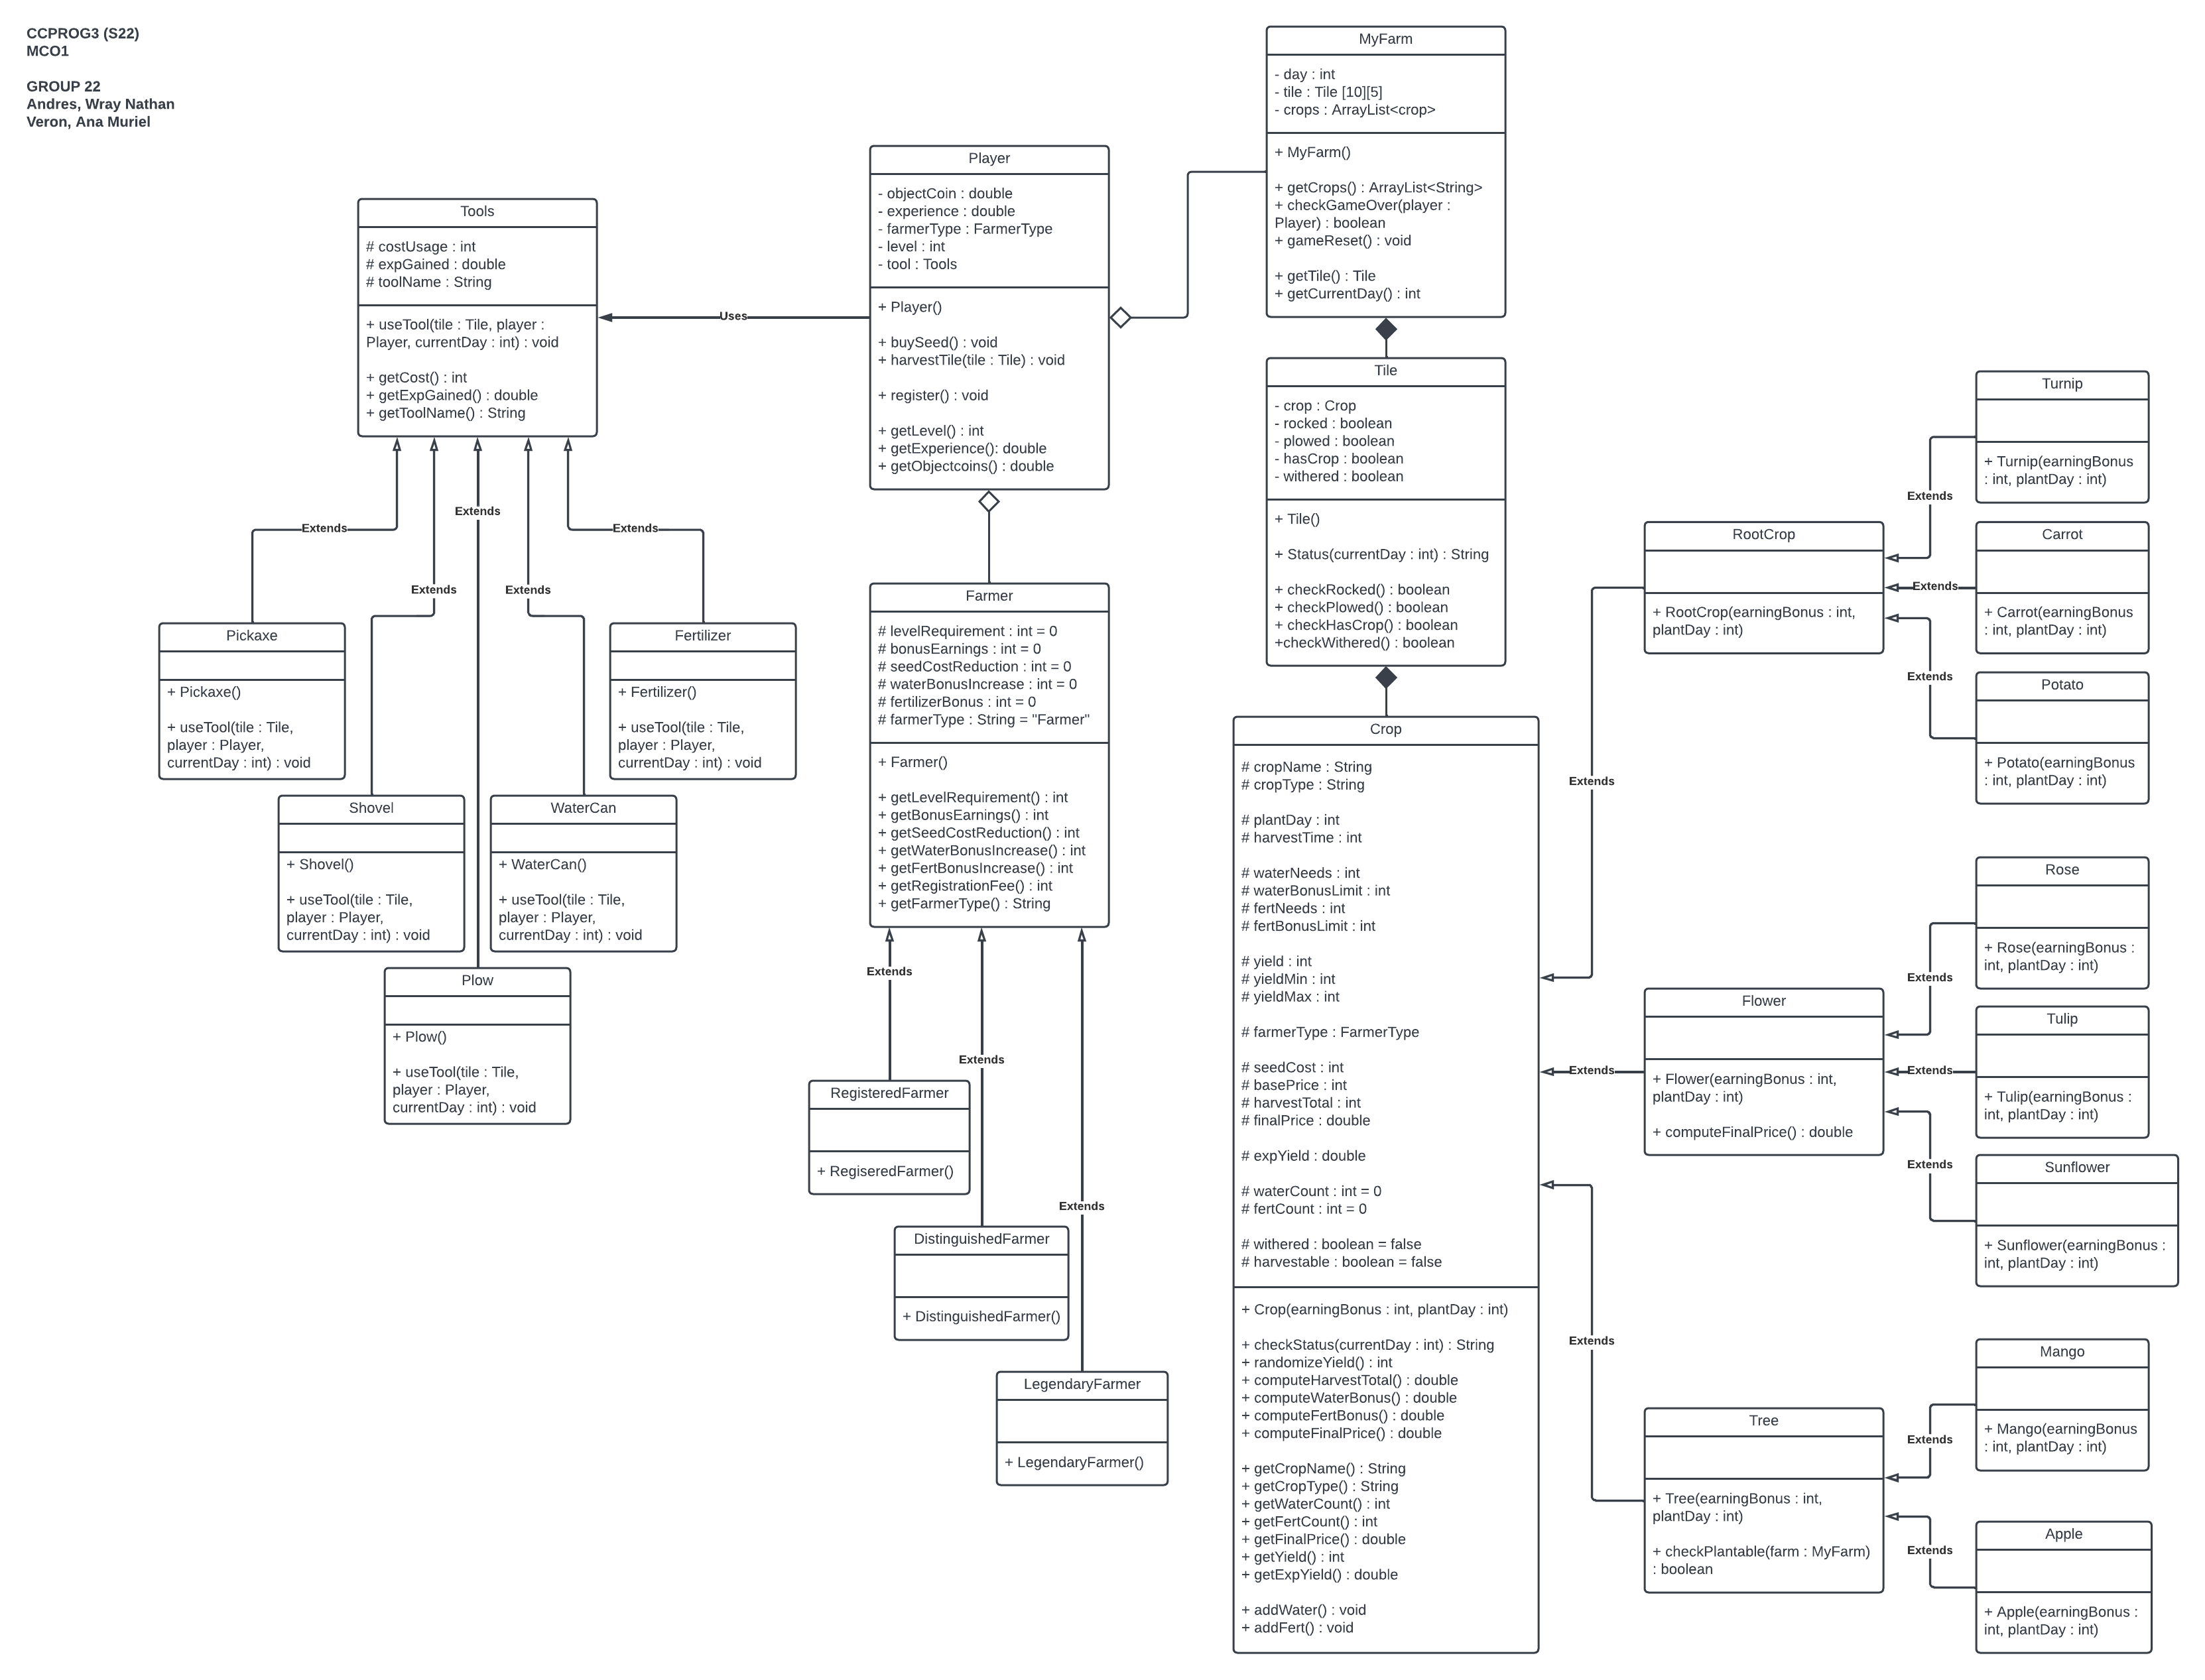 CCPROG3 (S22)
MCO1
GROUP 22
Andres, Wray Nathan
Veron, Ana Muriel
MyFarm
- day : int
- tile : Tile [10][5]
- crops : ArrayList<crop>
+ MyFarm()
+ getCrops() : ArrayList<String>
+ checkGameOver(player :
Player) : boolean
+ gameReset() : void
+ getTile() : Tile
+ getCurrentDay() : int
Player
- objectCoin : double
- experience : double
- farmerType : FarmerType
- level : int
- tool : Tools
+ Player()
+ buySeed() : void
+ harvestTile(tile : Tile) : void
+ register() : void
+ getLevel() : int
+ getExperience(): double
+ getObjectcoins() : double
Uses
Tools
# costUsage : int
# expGained : double
# toolName : String
+ useTool(tile : Tile, player :
Player, currentDay : int) : void
+ getCost() : int
+ getExpGained() : double
+ getToolName() : String
Extends
Extends
Extends
Extends
Extends
Pickaxe
+ Pickaxe()
+ useTool(tile : Tile,
player : Player,
currentDay : int) : void
Fertilizer
+ Fertilizer()
+ useTool(tile : Tile,
player : Player,
currentDay : int) : void
Shovel
+ Shovel()
+ useTool(tile : Tile,
player : Player,
currentDay : int) : void
WaterCan
+ WaterCan()
+ useTool(tile : Tile,
player : Player,
currentDay : int) : void
Plow
+ Plow()
+ useTool(tile : Tile,
player : Player,
currentDay : int) : void
Farmer
# levelRequirement : int = 0
# bonusEarnings : int = 0
# seedCostReduction : int = 0
# waterBonusIncrease : int = 0
# fertilizerBonus : int = 0
# farmerType : String = "Farmer"
+ Farmer()
+ getLevelRequirement() : int
+ getBonusEarnings() : int
+ getSeedCostReduction() : int
+ getWaterBonusIncrease() : int
+ getFertBonusIncrease() : int
+ getRegistrationFee() : int
+ getFarmerType() : String
Extends
Extends
Extends
RegisteredFarmer
+ RegiseredFarmer()
DistinguishedFarmer
+ DistinguishedFarmer()
LegendaryFarmer
+ LegendaryFarmer()
Tile
- crop : Crop
- rocked : boolean
- plowed : boolean
- hasCrop : boolean
- withered : boolean
+ Tile()
+ Status(currentDay : int) : String
+ checkRocked() : boolean
+ checkPlowed() : boolean
+ checkHasCrop() : boolean
+checkWithered() : boolean
Crop
# cropName : String
# cropType : String
# plantDay : int
# harvestTime : int
# waterNeeds : int
# waterBonusLimit : int
# fertNeeds : int
# fertBonusLimit : int
# yield : int
# yieldMin : int
# yieldMax : int
# farmerType : FarmerType
# seedCost : int
# basePrice : int
# harvestTotal : int
# finalPrice : double
# expYield : double
# waterCount : int = 0
# fertCount : int = 0
# withered : boolean = false
# harvestable : boolean = false
+ Crop(earningBonus : int, plantDay : int)
+ checkStatus(currentDay : int) : String
+ randomizeYield() : int
+ computeHarvestTotal() : double
+ computeWaterBonus() : double
+ computeFertBonus() : double
+ computeFinalPrice() : double
+ getCropName() : String
+ getCropType() : String
+ getWaterCount() : int
+ getFertCount() : int
+ getFinalPrice() : double
+ getYield() : int
+ getExpYield() : double
+ addWater() : void
+ addFert() : void
Extends
Extends
Extends
RootCrop
+ RootCrop(earningBonus : int,
plantDay : int)
Extends
Extends
Extends
Turnip
+ Turnip(earningBonus
: int, plantDay : int)
Carrot
+ Carrot(earningBonus
: int, plantDay : int)
Potato
+ Potato(earningBonus
: int, plantDay : int)
Flower
+ Flower(earningBonus : int,
plantDay : int)
+ computeFinalPrice() : double
Extends
Extends
Extends
Rose
+ Rose(earningBonus :
int, plantDay : int)
Tulip
+ Tulip(earningBonus :
int, plantDay : int)
Sunflower
+ Sunflower(earningBonus :
int, plantDay : int)
Tree
+ Tree(earningBonus : int,
plantDay : int)
+ checkPlantable(farm : MyFarm)
: boolean
Extends
Extends
Mango
+ Mango(earningBonus
: int, plantDay : int)
Apple
+ Apple(earningBonus :
int, plantDay : int)